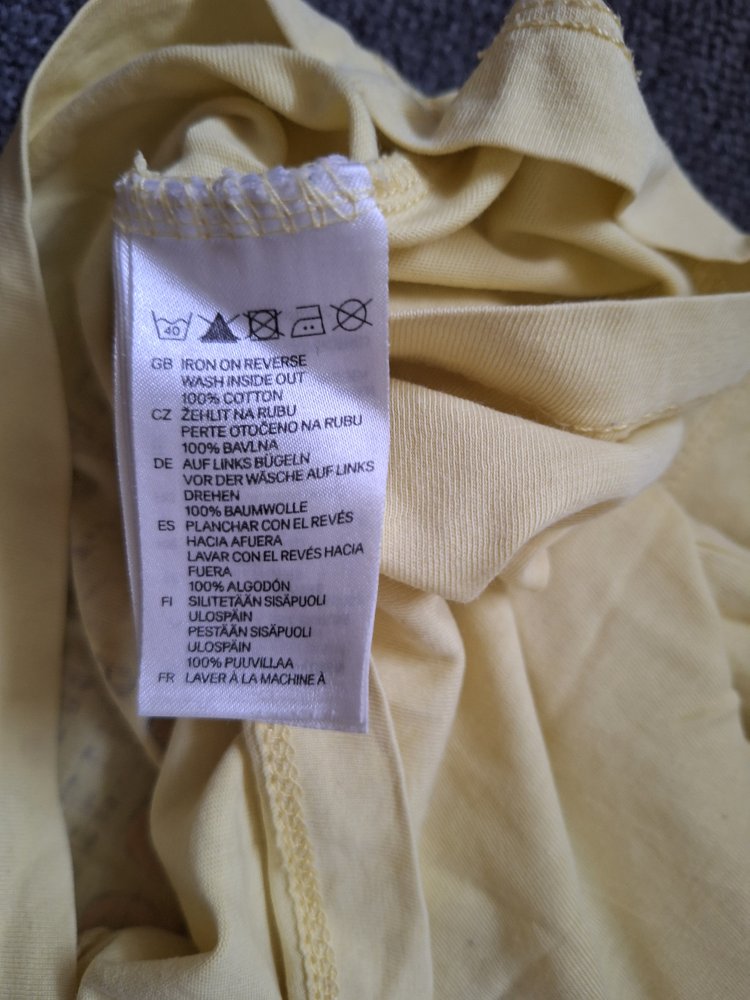 40
GB IRON ON REVERSE
WASH INSIDE OUT
100% COTTON
CZ ŽEHLIT NA RUBU
PERTE OTOČENO NA RUBU
100% BAVLNA
DE AUF LINKS BÜGELN
VOR DER WÄSCHE AUF LINKS
DREHEN
100% BAUMWOLLE
ES PLANCHAR CON EL REVÉS
HACIA AFUERA
LAVAR CON EL REVÉS HACIA
FUERA
100% ALGODÓN
FI SILITETÄÄN SISÄPUOLI
ULOSPÄIN
PESTÄÄN SISÄPUOLI
ULOSPÄIN
100% PUUVILLAA
FR LAVER À LA MACHINE À